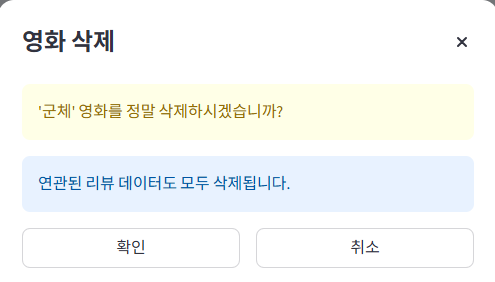 영화 삭제
'군체' 영화를 정말 삭제하시겠습니까?
연관된 리뷰 데이터도 모두 삭제됩니다.
확인
취소